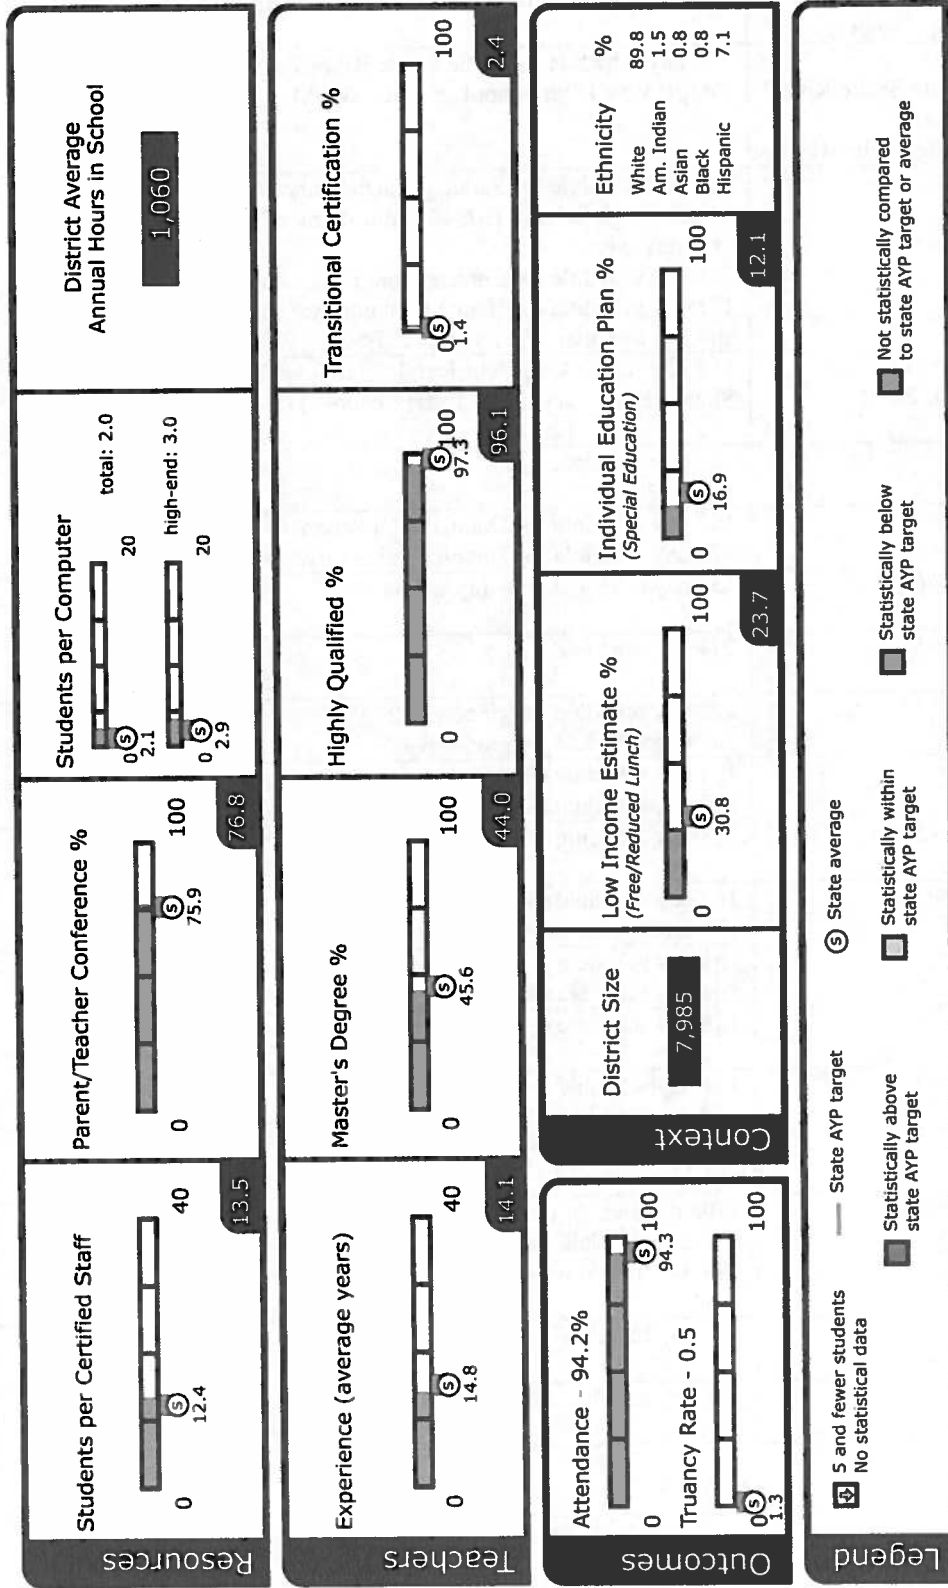 Resources
Students per Certified Staff
0
40
12.4
13.5
Parent/Teacher Conference %
0
100
75.9
76.8
Students per Computer
total: 2.0
0
20
2.1
high-end: 3.0
0
20
2.9
District Average
Annual Hours in School
1,060
Teachers
Experience (average years)
0
40
14.8
14.1
Master's Degree %
0
100
45.6
44.0
Highly Qualified %
0
100
97.3
96.1
Transitional Certification %
0
100
1.4
2.4
Outcomes
Attendance - 94.2%
0
100
94.3
Truancy Rate - 0.5
0
100
1.3
Context
District Size
7,985
Low Income Estimate %
(Free/Reduced Lunch)
0
100
30.8
23.7
Individual Education Plan %
(Special Education)
0
100
16.9
12.1
Ethnicity %
White 89.8
Am. Indian 1.5
Asian 0.8
Black 0.8
Hispanic 7.1
Legend
5 and fewer students
No statistical data
State AYP target
S State average
Statistically above
state AYP target
Statistically within
state AYP target
Statistically below
state AYP target
Not statistically compared
to state AYP target or average